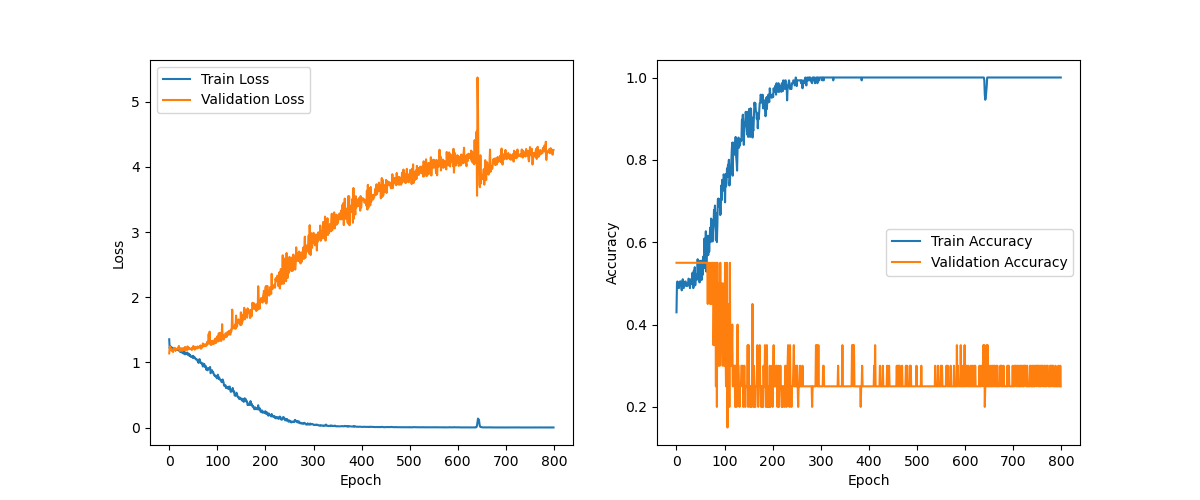 Train Loss
Validation Loss
5
4
3
2
1
0
Loss
0 100 200 300 400 500 600 700 800
Epoch
Train Accuracy
Validation Accuracy
1.0
0.8
0.6
0.4
0.2
Accuracy
0 100 200 300 400 500 600 700 800
Epoch